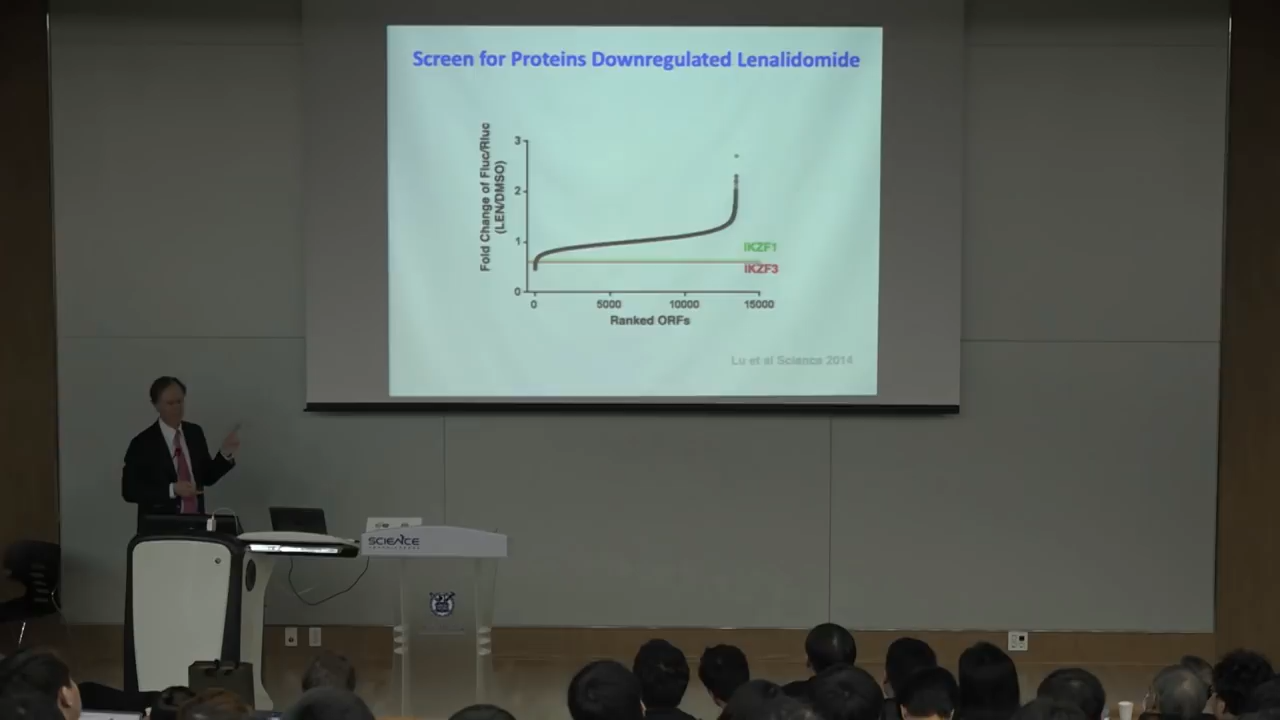 Screen for Proteins Downregulated Lenalidomide
Fold Change of Fluc/Rluc
(LEN/DMSO)
3
2
1
0
IKZF1
IKZF3
0
5000
10000
15000
Ranked ORFs
Lu et al Science 2014
SCIENCE